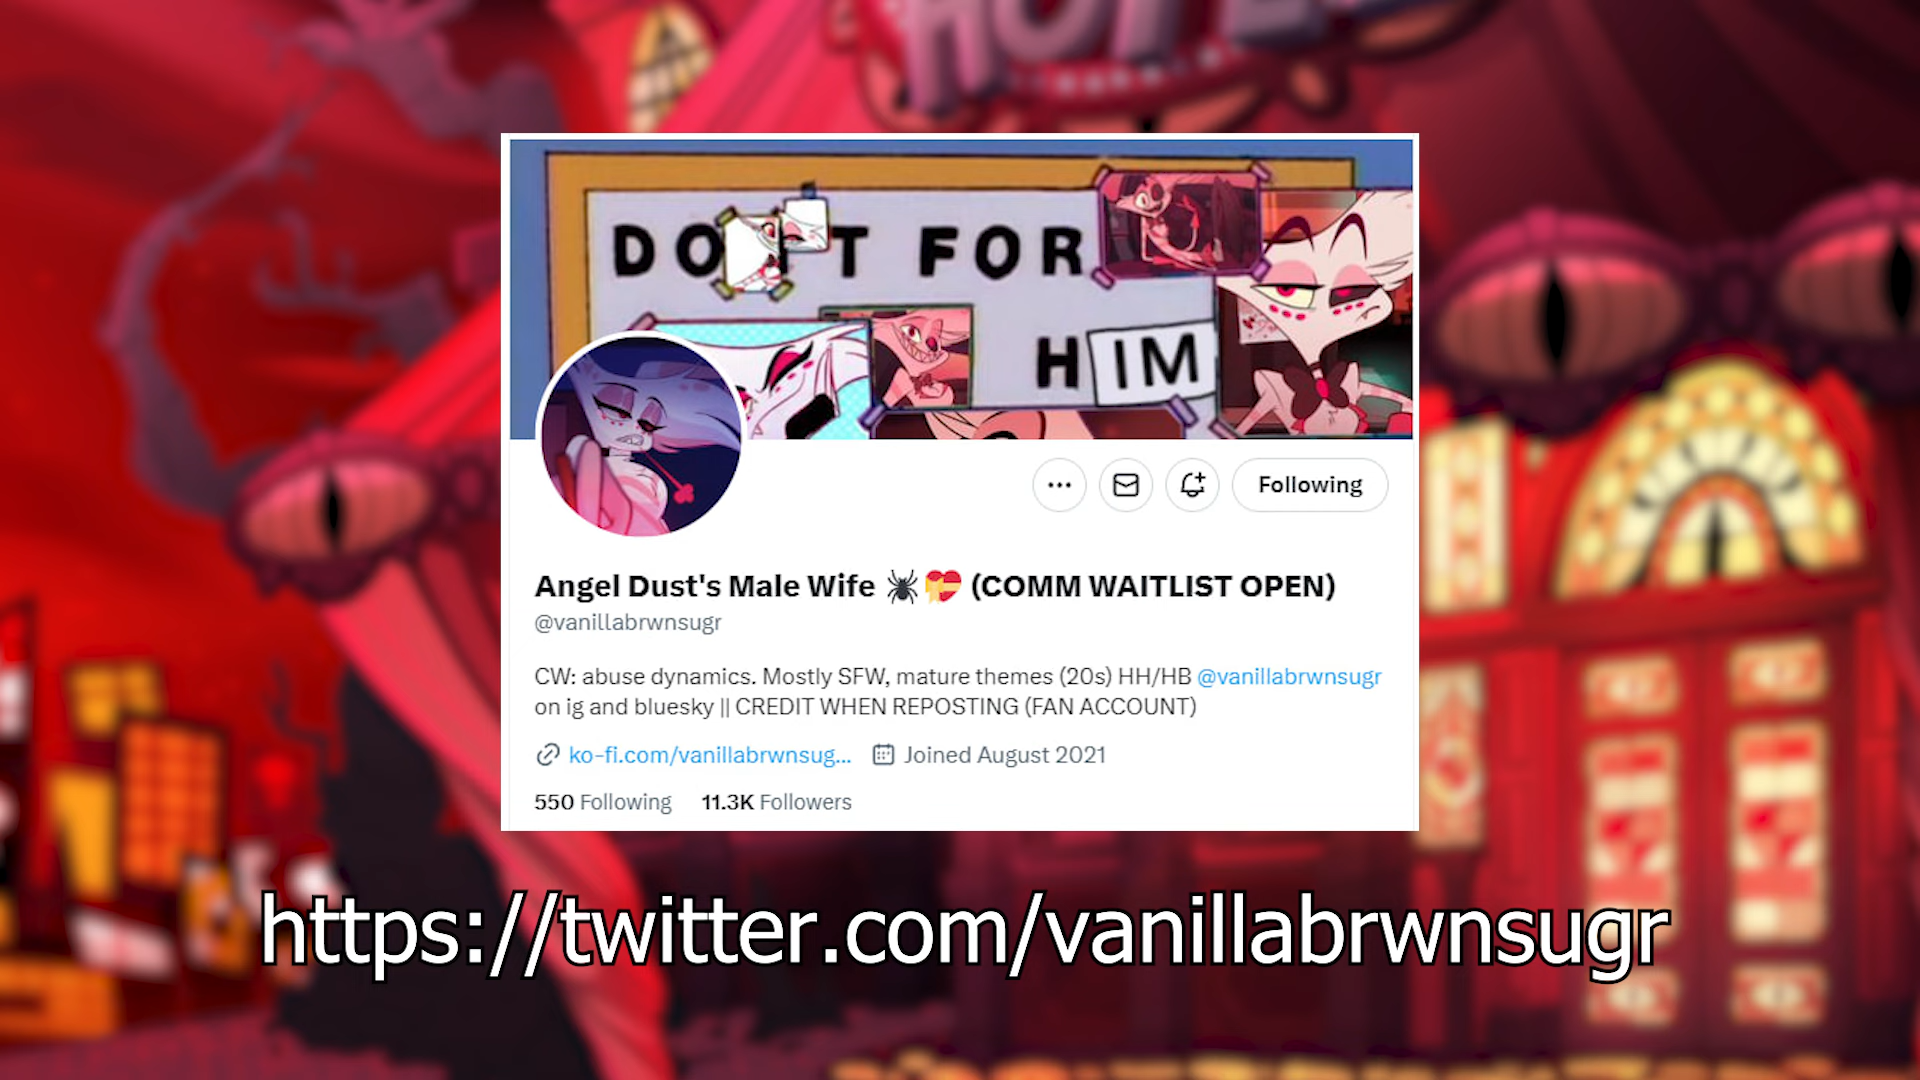 HOTEL
DO T FOR
HIM
Following
Angel Dust's Male Wife 🕷️💝 (COMM WAITLIST OPEN)
@vanillabrwnsugr
CW: abuse dynamics. Mostly SFW, mature themes (20s) HH/HB @vanillabrwnsugr
on ig and bluesky || CREDIT WHEN REPOSTING (FAN ACCOUNT)
ko-fi.com/vanillabrwnsug...
Joined August 2021
550 Following 11.3K Followers
https://twitter.com/vanillabrwnsugr